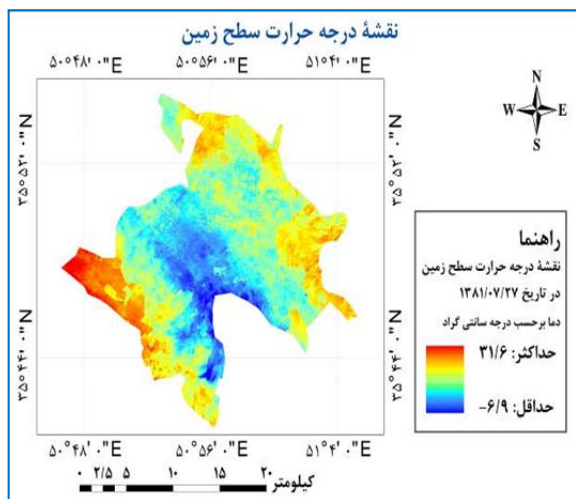 نقشهٔ درجه حرارت سطح زمین
۵۰°۴۸'۰"E ۵۰°۵۶'۰"E ۵۱°۴'۰"E
۳۵°۵۲'۰"N
۳۵°۵۲'۰"N
۳۵°۴۴'۰"N
۳۵°۴۴'۰"N
۵۰°۴۸'۰"E ۵۰°۵۶'۰"E ۵۱°۴'۰"E
N
W E
S
راهنما
نقشهٔ درجه حرارت سطح زمین
در تاریخ ۱۳۸۱/۰۷/۲۷
دما برحسب درجه سانتی گراد
حداکثر: ۳۱/۶
حداقل: ۶/۹-
۰ ۲/۵ ۵ ۱۰ ۱۵ ۲۰
کیلومتر